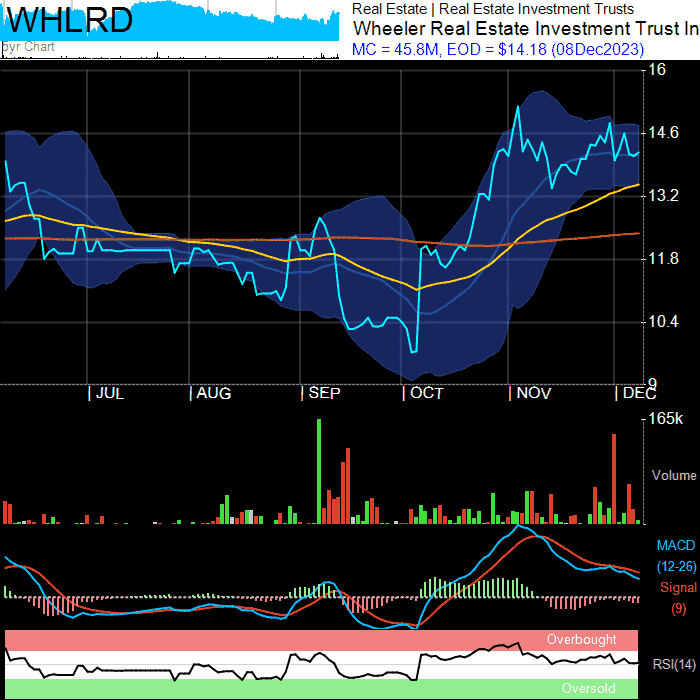 WHLRD
byr Chart
Real Estate | Real Estate Investment Trusts
Wheeler Real Estate Investment Trust In
MC = 45.8M, EOD = $14.18 (08Dec2023)
16
14.6
13.2
11.8
10.4
9
JUL AUG SEP OCT NOV DEC
165k
Volume
MACD
(12-26)
Signal
(9)
Overbought
RSI(14)
Oversold